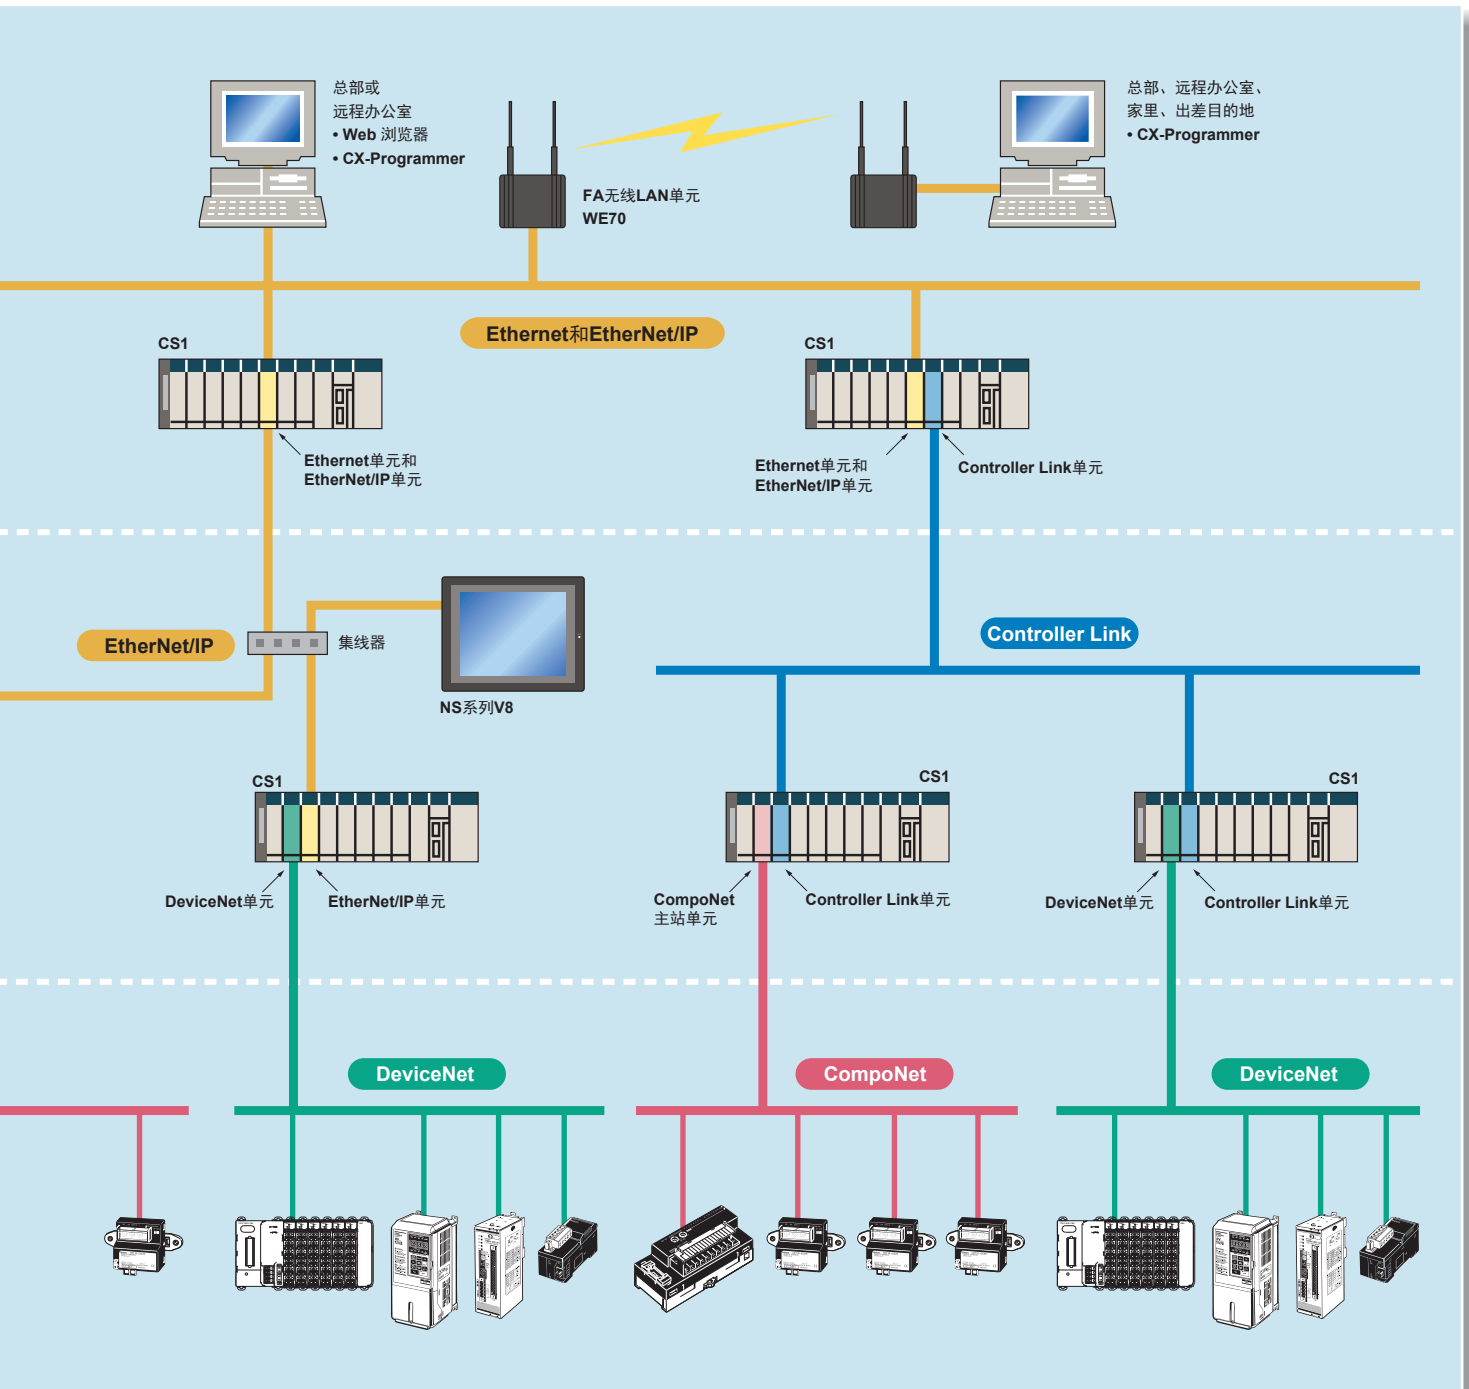 总部或
远程办公室
• Web 浏览器
• CX-Programmer
FA无线LAN单元
WE70
总部、远程办公室、
家里、出差目的地
• CX-Programmer
Ethernet和EtherNet/IP
CS1
Ethernet单元和
EtherNet/IP单元
CS1
Ethernet单元和
EtherNet/IP单元
Controller Link单元
EtherNet/IP
集线器
NS系列V8
Controller Link
CS1
DeviceNet单元
EtherNet/IP单元
CS1
CompoNet
主站单元
Controller Link单元
CS1
DeviceNet单元
Controller Link单元
DeviceNet
CompoNet
DeviceNet